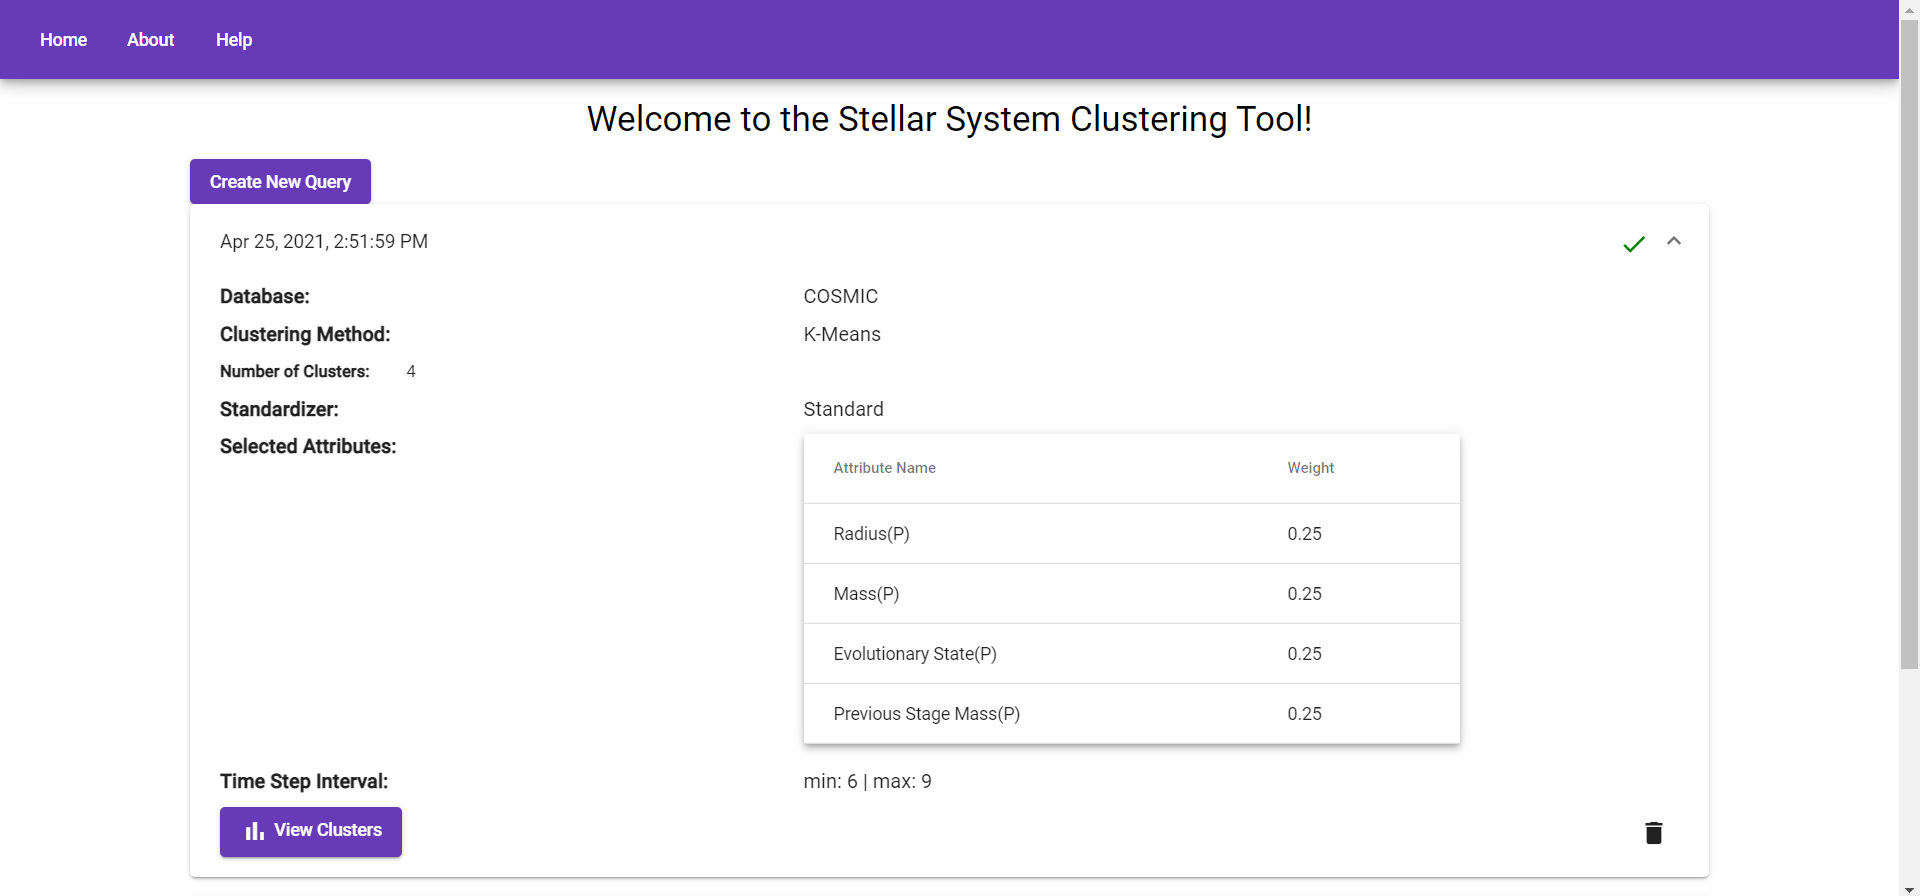 Home About Help
Welcome to the Stellar System Clustering Tool!
Create New Query
Apr 25, 2021, 2:51:59 PM
Database: COSMIC
Clustering Method: K-Means
Number of Clusters: 4
Standardizer: Standard
Selected Attributes:
Attribute Name Weight
Radius(P) 0.25
Mass(P) 0.25
Evolutionary State(P) 0.25
Previous Stage Mass(P) 0.25
Time Step Interval: min: 6 | max: 9
View Clusters